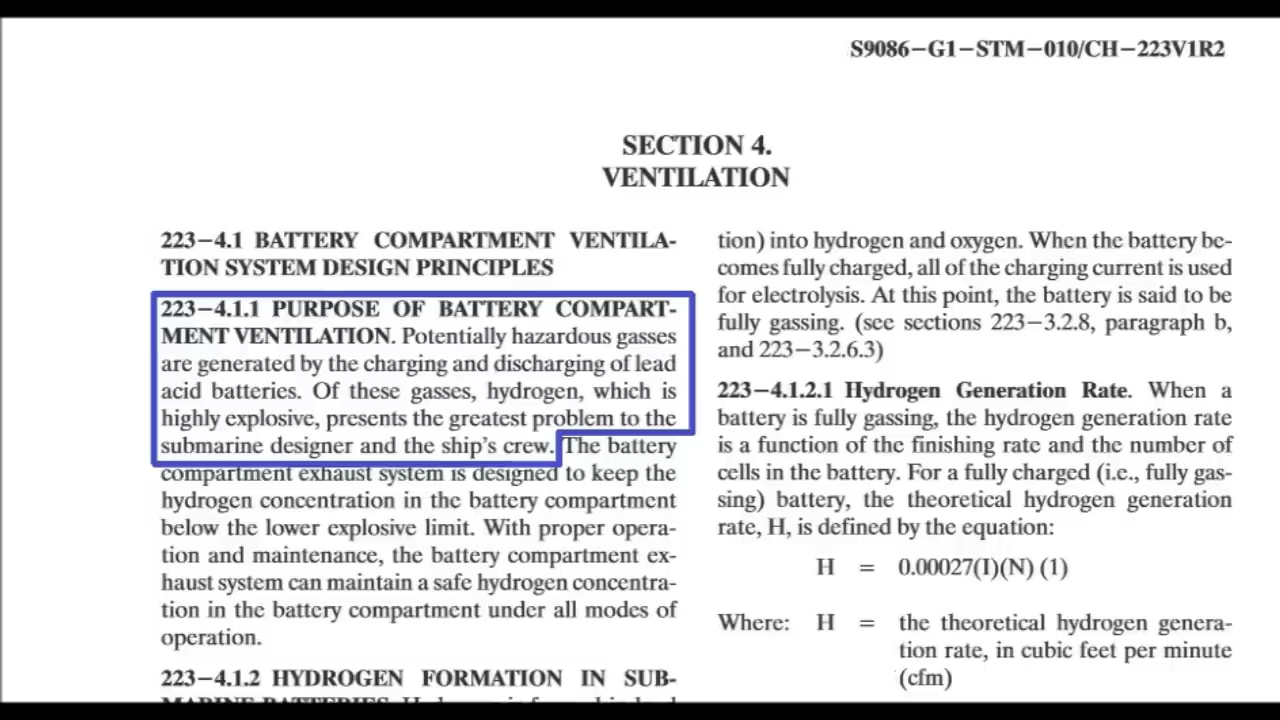 S9086–G1–STM–010/CH–223V1R2
SECTION 4.
VENTILATION
223–4.1 BATTERY COMPARTMENT VENTILA-
TION SYSTEM DESIGN PRINCIPLES
223–4.1.1 PURPOSE OF BATTERY COMPART-
MENT VENTILATION. Potentially hazardous gasses
are generated by the charging and discharging of lead
acid batteries. Of these gasses, hydrogen, which is
highly explosive, presents the greatest problem to the
submarine designer and the ship's crew. The battery
compartment exhaust system is designed to keep the
hydrogen concentration in the battery compartment
below the lower explosive limit. With proper opera-
tion and maintenance, the battery compartment ex-
haust system can maintain a safe hydrogen concentra-
tion in the battery compartment under all modes of
operation.
223–4.1.2 HYDROGEN FORMATION IN SUB-
tion) into hydrogen and oxygen. When the battery be-
comes fully charged, all of the charging current is used
for electrolysis. At this point, the battery is said to be
fully gassing. (see sections 223–3.2.8, paragraph b,
and 223–3.2.6.3)
223–4.1.2.1 Hydrogen Generation Rate. When a
battery is fully gassing, the hydrogen generation rate
is a function of the finishing rate and the number of
cells in the battery. For a fully charged (i.e., fully gas-
sing) battery, the theoretical hydrogen generation
rate, H, is defined by the equation:
H = 0.00027(I)(N) (1)
Where: H = the theoretical hydrogen genera-
tion rate, in cubic feet per minute
(cfm)